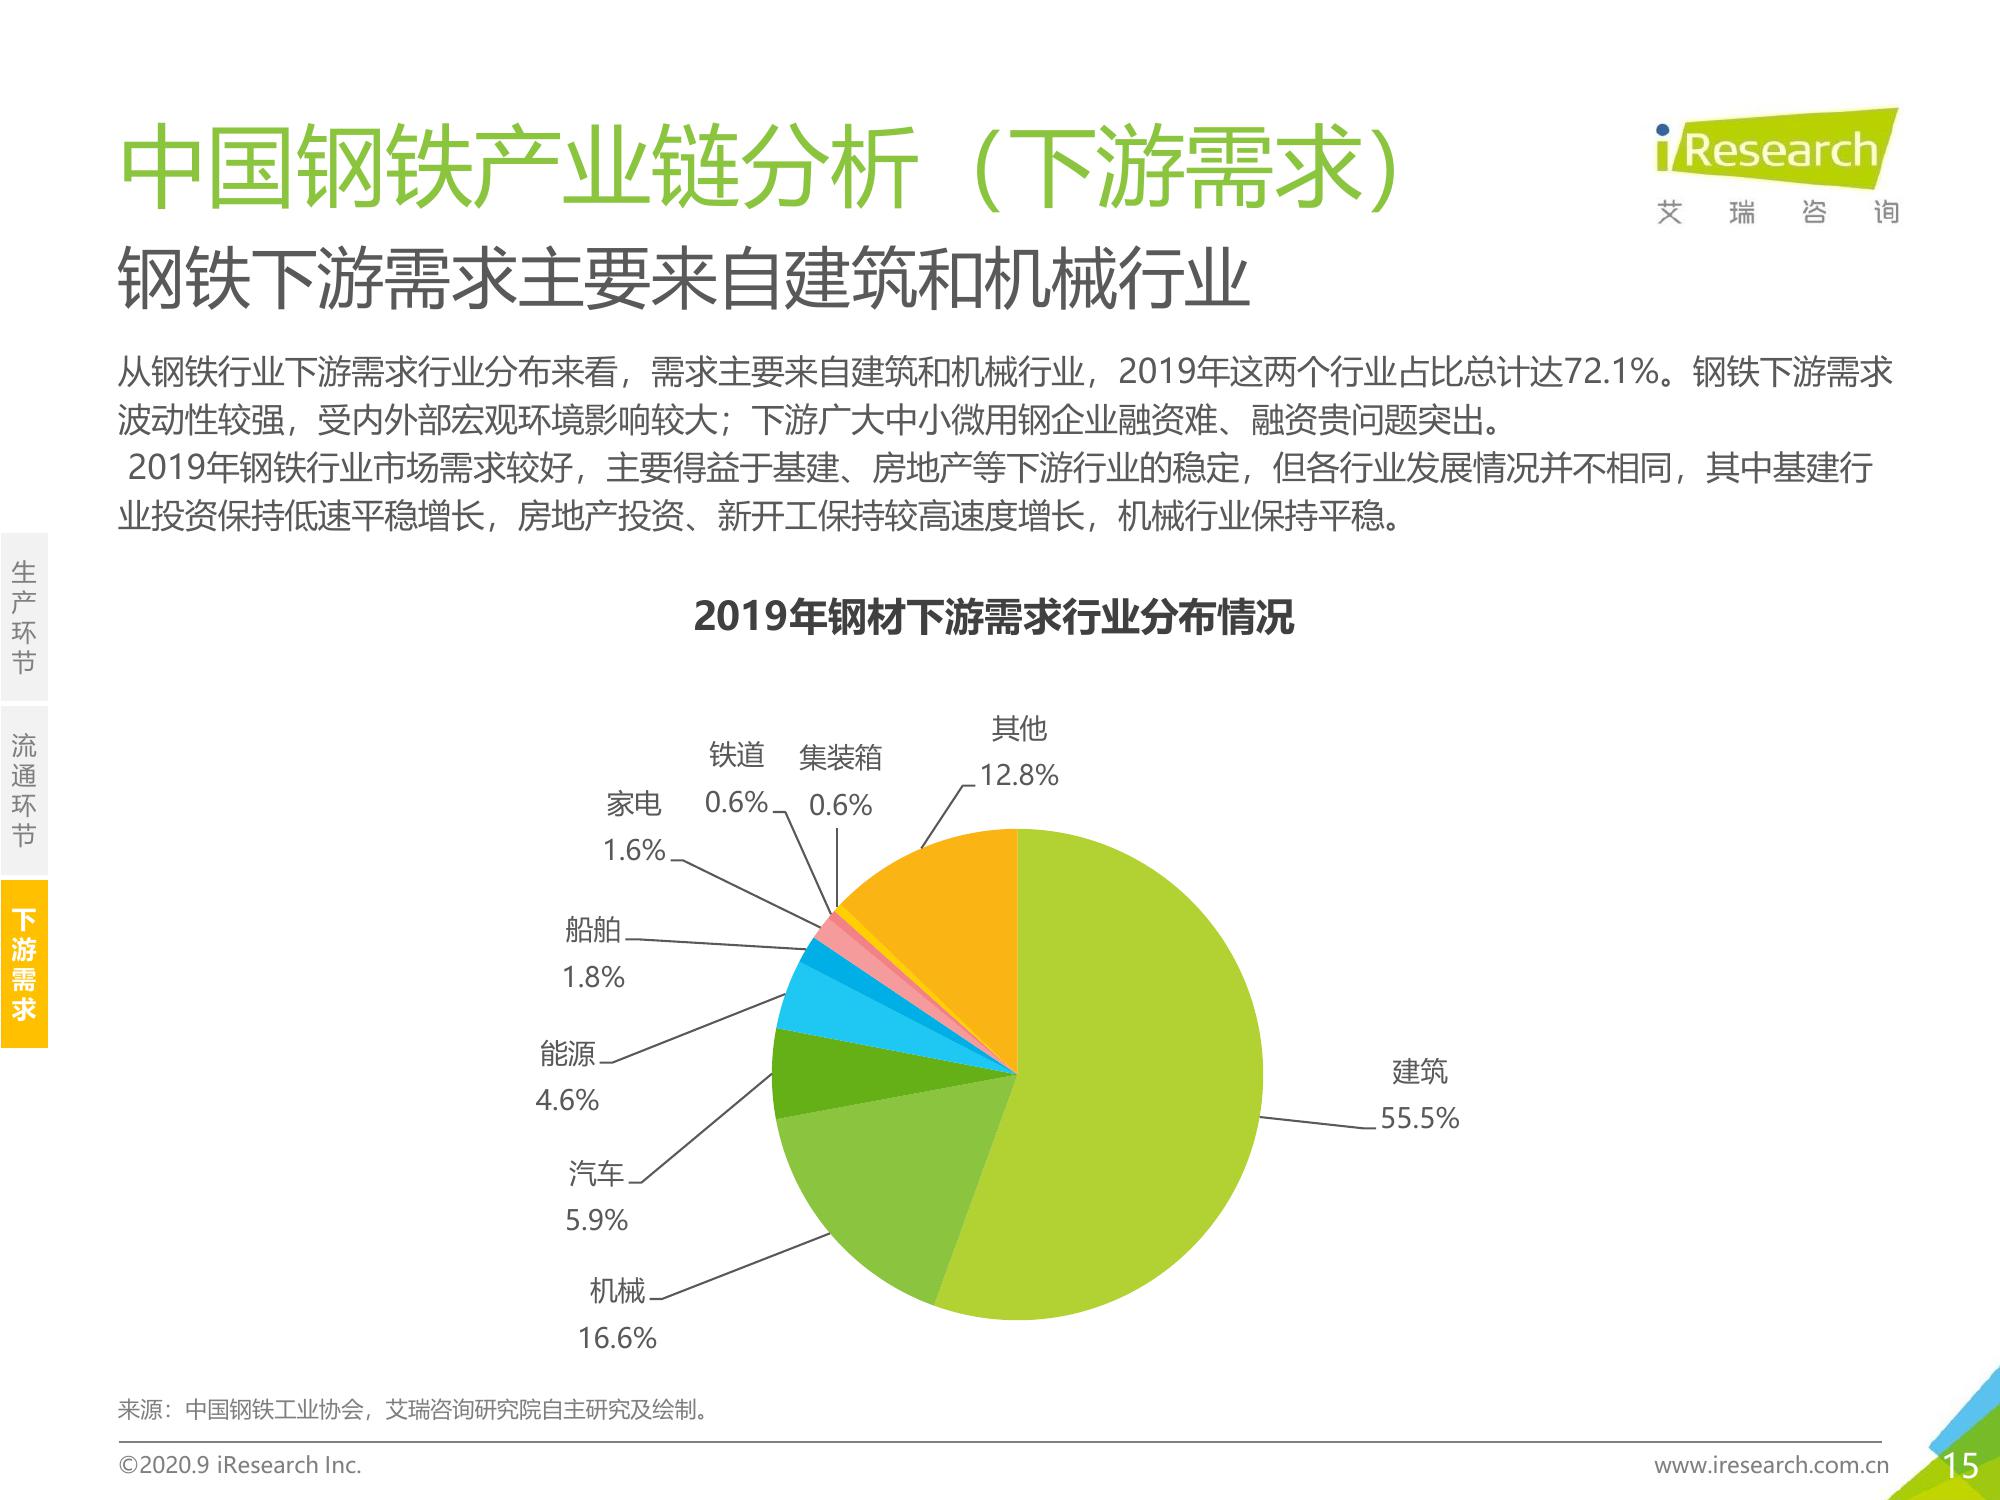 中国钢铁产业链分析（下游需求）
iResearch
艾瑞咨询
钢铁下游需求主要来自建筑和机械行业
从钢铁行业下游需求行业分布来看，需求主要来自建筑和机械行业，2019年这两个行业占比总计达72.1%。钢铁下游需求
波动性较强，受内外部宏观环境影响较大；下游广大中小微用钢企业融资难、融资贵问题突出。
2019年钢铁行业市场需求较好，主要得益于基建、房地产等下游行业的稳定，但各行业发展情况并不相同，其中基建行
业投资保持低速平稳增长，房地产投资、新开工保持较高速度增长，机械行业保持平稳。
生产环节
流通环节
下游需求
2019年钢材下游需求行业分布情况
其他
12.8%
集装箱
0.6%
铁道
0.6%
家电
1.6%
船舶
1.8%
能源
4.6%
汽车
5.9%
机械
16.6%
建筑
55.5%
来源：中国钢铁工业协会，艾瑞咨询研究院自主研究及绘制。
©2020.9 iResearch Inc.
www.iresearch.com.cn
15